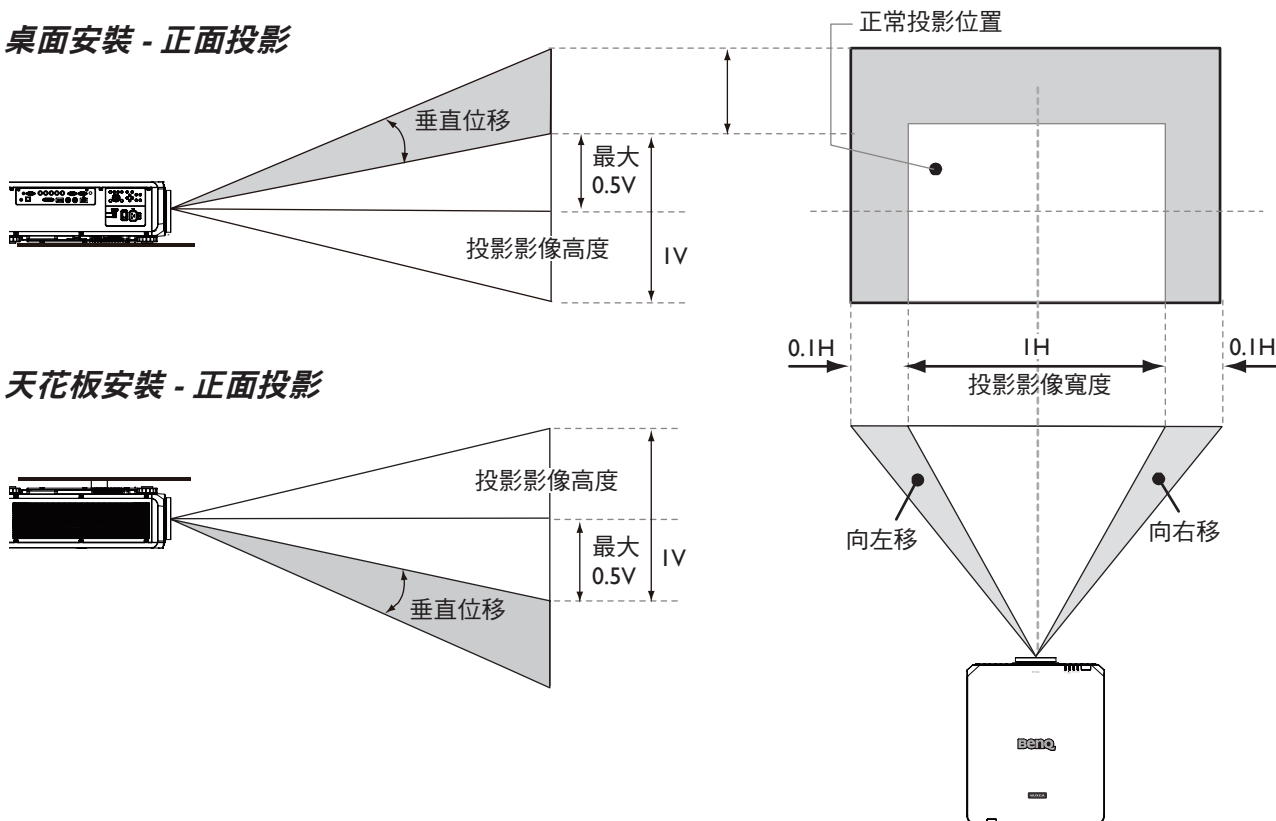 桌面安裝 - 正面投影
正常投影位置
垂直位移
最大
0.5V
投影影像高度
1V
0.1H
1H
0.1H
投影影像寬度
天花板安裝 - 正面投影
投影影像高度
最大
0.5V
1V
垂直位移
向左移
向右移
BenQ